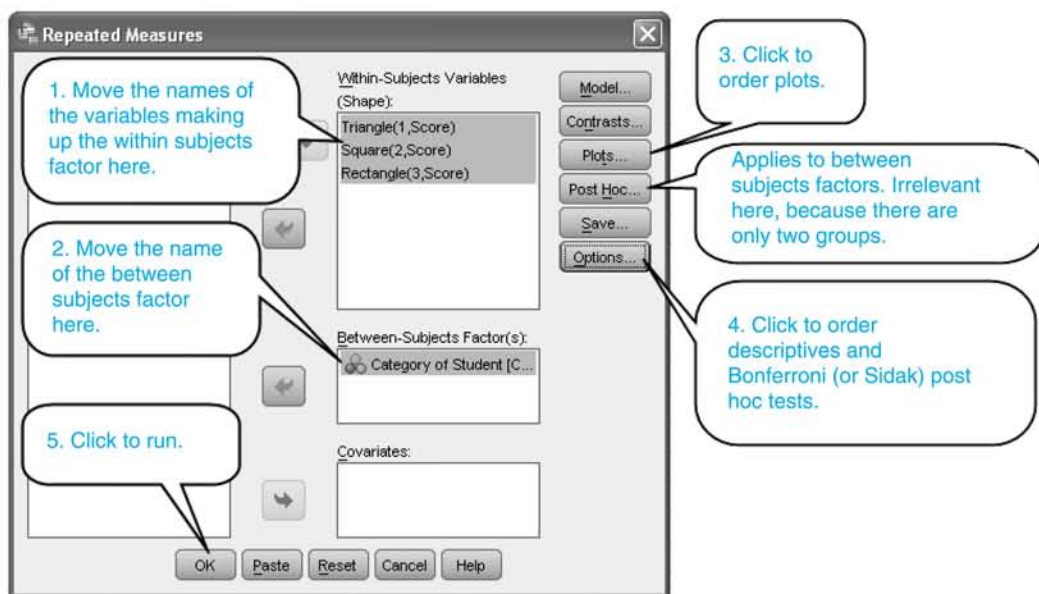 Repeated Measures
1. Move the names of
the variables making
up the within subjects
factor here.
Within-Subjects Variables
(Shape):
Triangle(1,Score)
Square(2,Score)
Rectangle(3,Score)
2. Move the name
of the between
subjects factor
here.
Between-Subjects Factor(s):
Category of Student [C...
5. Click to run.
Covariates:
OK
Paste
Reset
Cancel
Help
Model...
Contrasts...
Plots...
Post Hoc...
Save...
Options...
3. Click to
order plots.
Applies to between
subjects factors. Irrelevant
here, because there are
only two groups.
4. Click to order
descriptives and
Bonferroni (or Sidak) post
hoc tests.